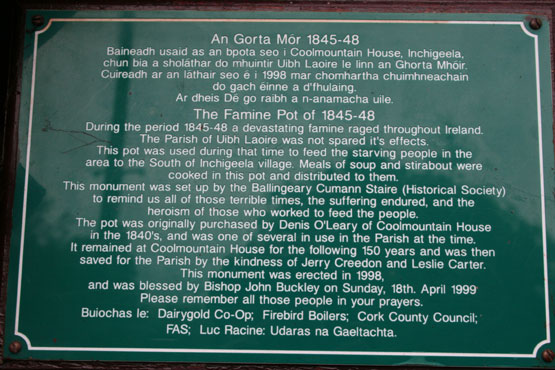 An Gorta Mór 1845-48
Baineadh usaid as an bpota seo i Coolmountain House, Inchigeela,
chun bia a sholáthar do mhuintir Uibh Laoire le linn an Ghorta Mhóir.
Cuireadh ar an láthair seo é i 1998 mar chomhartha chuimhneachain
do gach éinne a d'fhulaing.
Ar dheis Dé go raibh a n-anamacha uile.
The Famine Pot of 1845-48
During the period 1845-48 a devastating famine raged throughout Ireland.
The Parish of Uibh Laoire was not spared it's effects.
This pot was used during that time to feed the starving people in the
area to the South of Inchigeela village. Meals of soup and stirabout were
cooked in this pot and distributed to them.
This monument was set up by the Ballingeary Cumann Staire (Historical Society)
to remind us all of those terrible times, the suffering endured, and the
heroism of those who worked to feed the people.
The pot was originally purchased by Denis O'Leary of Coolmountain House
in the 1840's, and was one of several in use in the Parish at the time.
It remained at Coolmountain House for the following 150 years and was then
saved for the Parish by the kindness of Jerry Creedon and Leslie Carter.
This monument was erected in 1998,
and was blessed by Bishop John Buckley on Sunday, 18th. April 1999
Please remember all those people in your prayers.
Buiochas le: Dairygold Co-Op; Firebird Boilers; Cork County Council;
FAS; Luc Racine: Udaras na Gaeltachta.